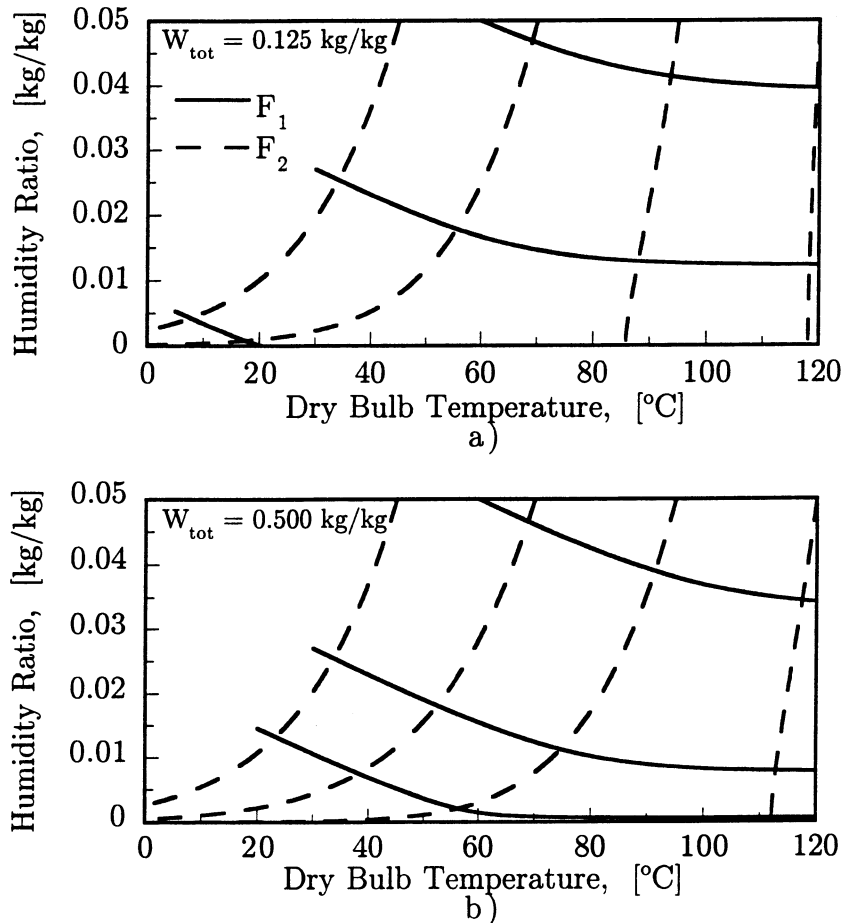 Humidity Ratio, [kg/kg]
0.05
0.04
0.03
0.02
0.01
0
W_tot = 0.125 kg/kg
F_1
F_2
0 20 40 60 80 100 120
Dry Bulb Temperature, [°C]
a)
Humidity Ratio, [kg/kg]
0.05
0.04
0.03
0.02
0.01
0
W_tot = 0.500 kg/kg
0 20 40 60 80 100 120
Dry Bulb Temperature, [°C]
b)